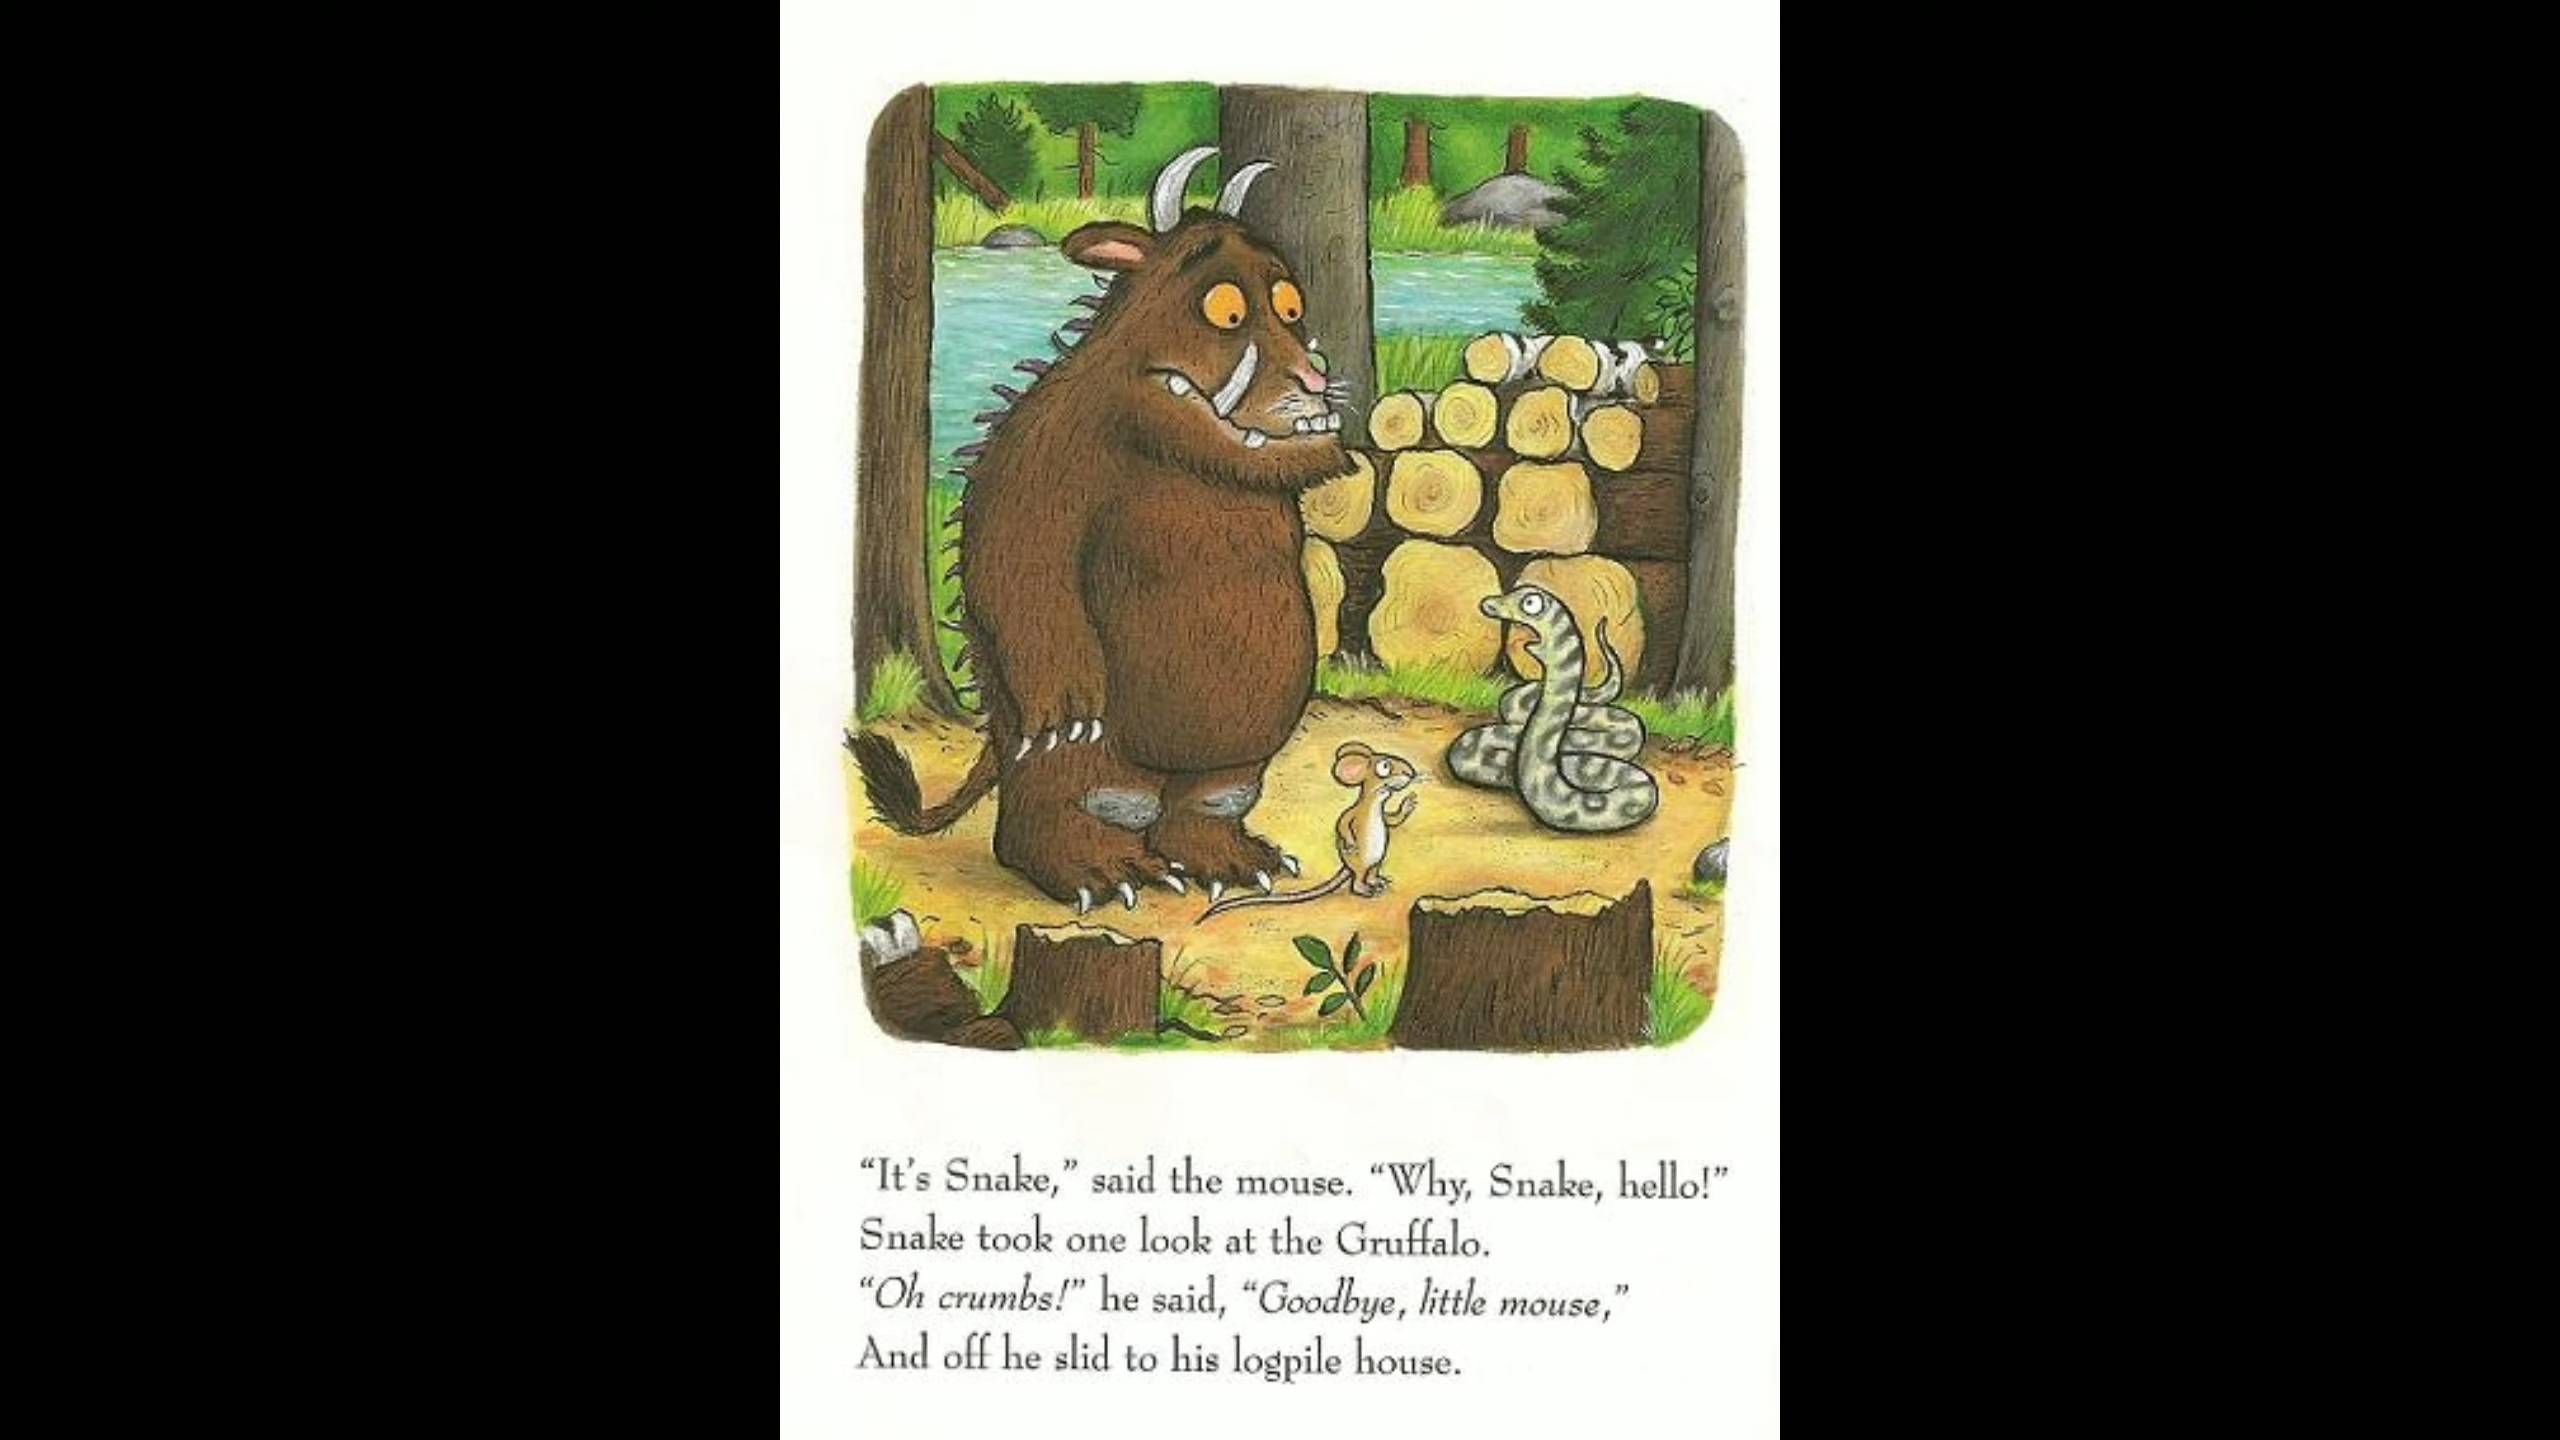 “It’s Snake,” said the mouse. “Why, Snake, hello!”
Snake took one look at the Gruffalo.
“Oh crumbs!” he said, “Goodbye, little mouse,”
And off he slid to his logpile house.